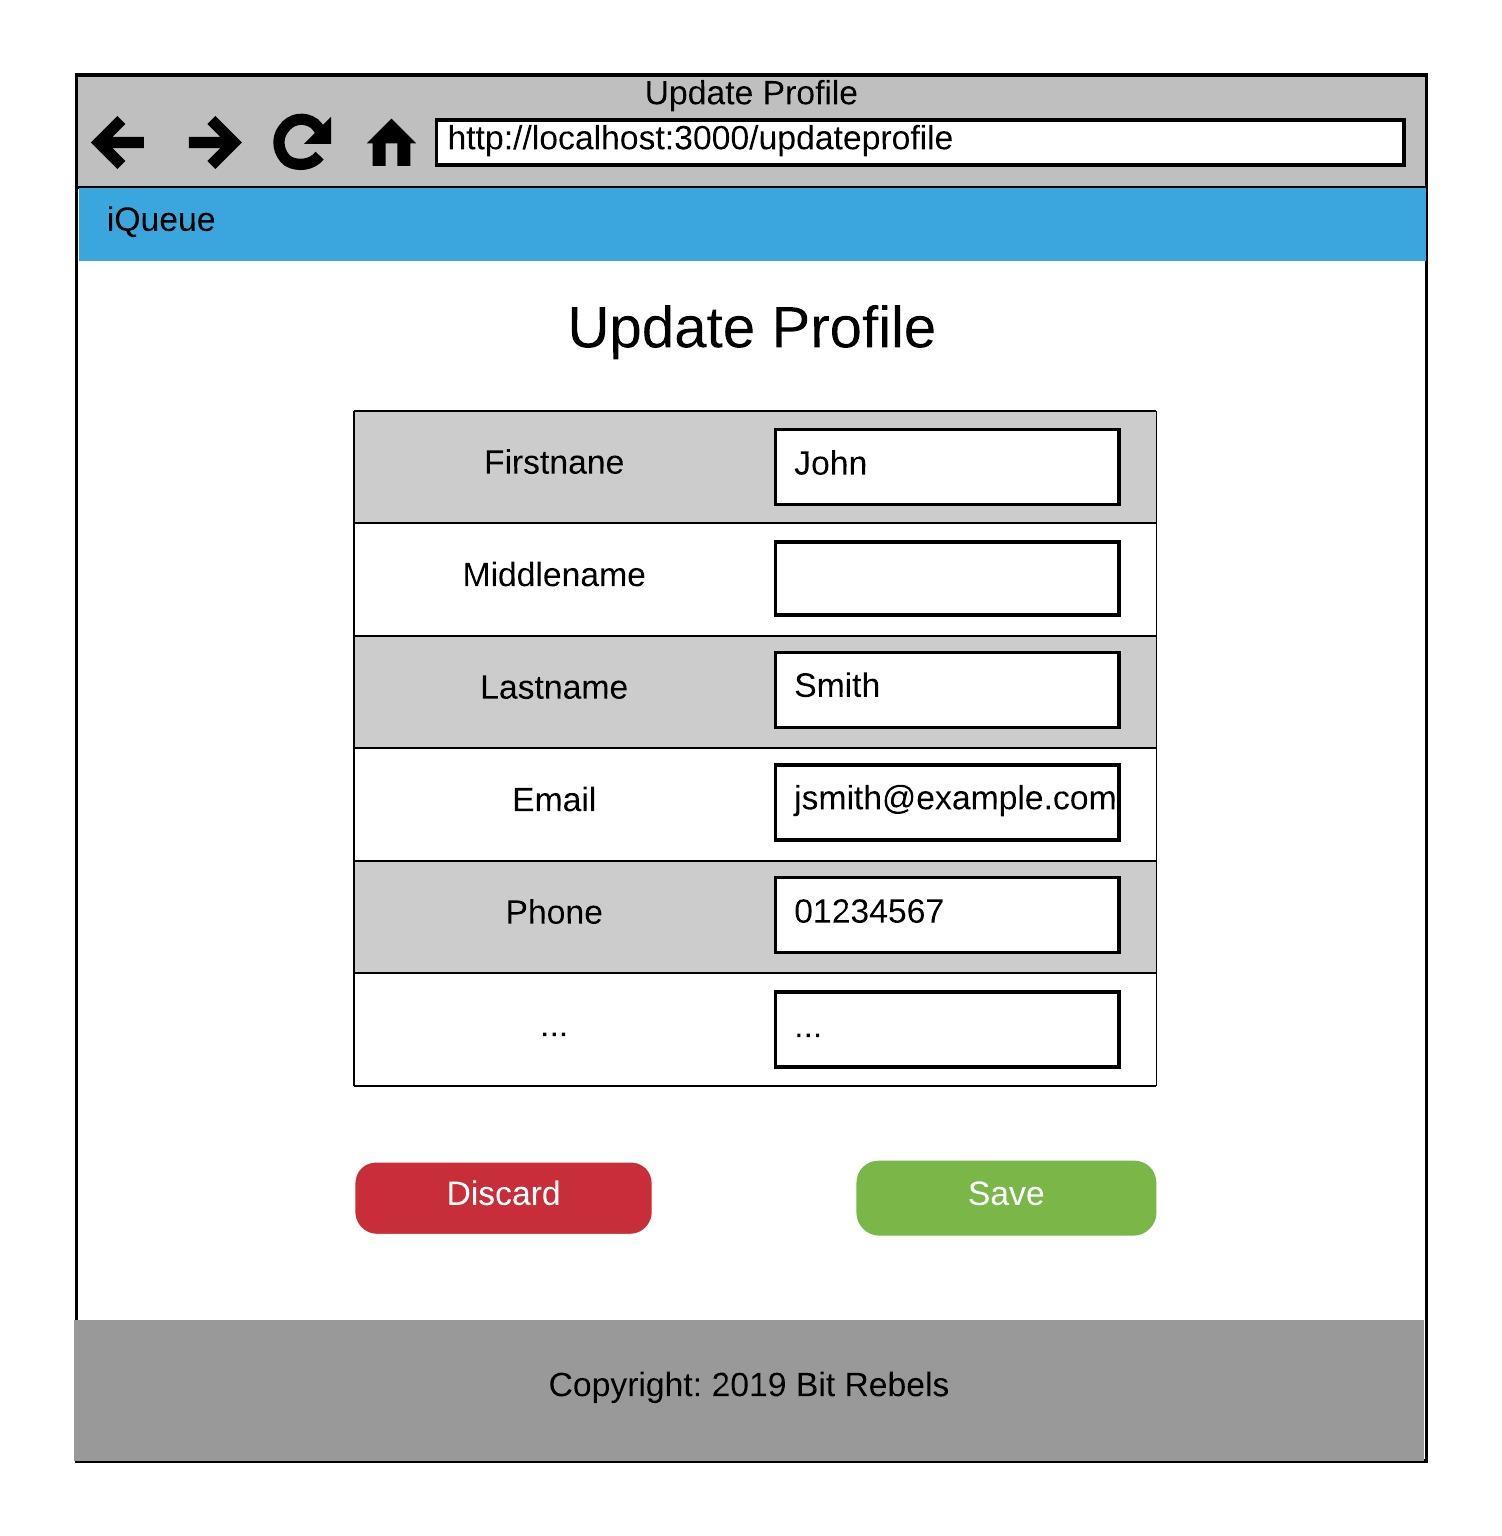 Update Profile
http://localhost:3000/updateprofile
iQueue
Update Profile
Firstnane John
Middlename
Lastname Smith
Email jsmith@example.com
Phone 01234567
... ...
Discard Save
Copyright: 2019 Bit Rebels